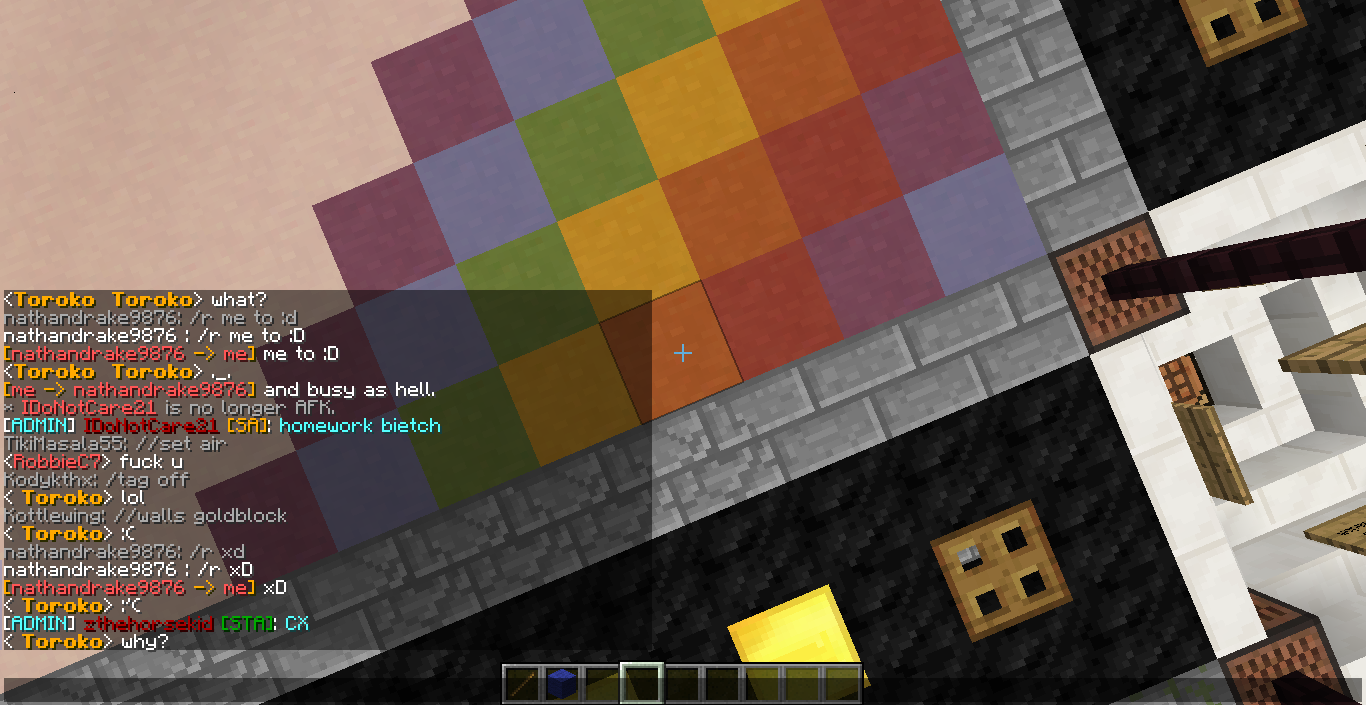 <Toroko Toroko> what?
nathandrake9876: /r me to :d
nathandrake9876 : /r me to :D
[nathandrake9876 -> me] me to :D
<Toroko Toroko> ._.
[me -> nathandrake9876] and busy as hell.
* IDoNotCare21 is no longer AFK.
[ADMIN] IDoNotCare21 [SA]: homework bietch
TikiMasala55: //set air
<RobbieC7> fuck u
Kodykthx: /tag off
< Toroko> lol
Kottlewing: //walls goldblock
< Toroko> :C
nathandrake9876: /r xd
nathandrake9876 : /r xD
[nathandrake9876 -> me] xD
< Toroko> :'C
[ADMIN] zthehorsekid [STA]: CX
< Toroko> why?